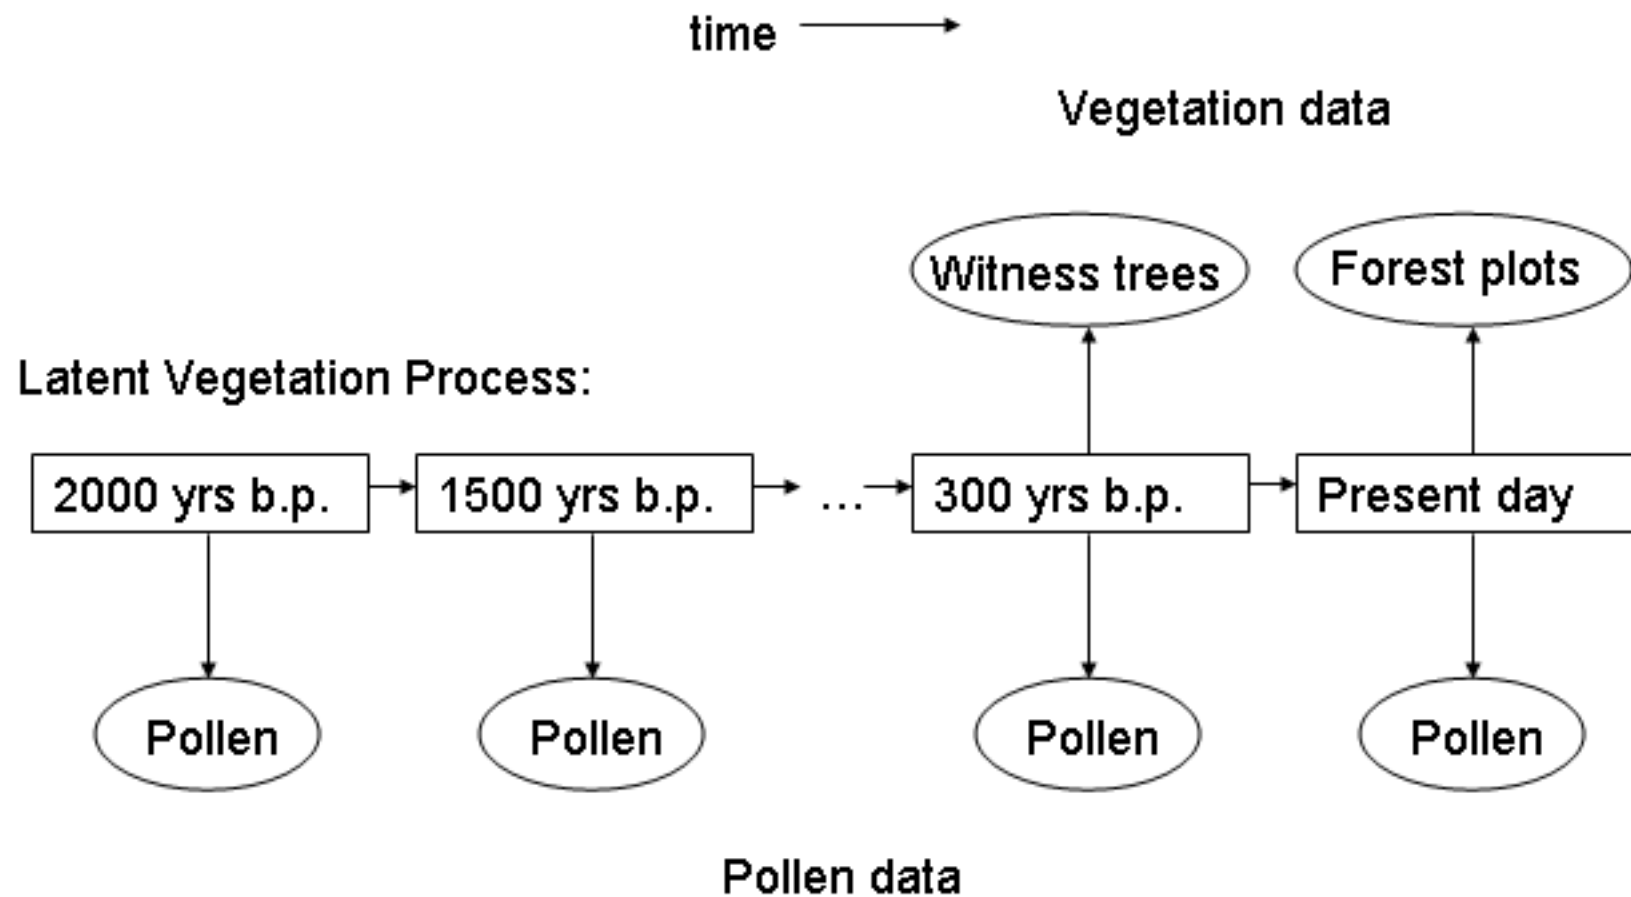 time
Vegetation data
Witness trees
Forest plots
Latent Vegetation Process:
2000 yrs b.p.
1500 yrs b.p.
...
300 yrs b.p.
Present day
Pollen
Pollen
Pollen
Pollen
Pollen data